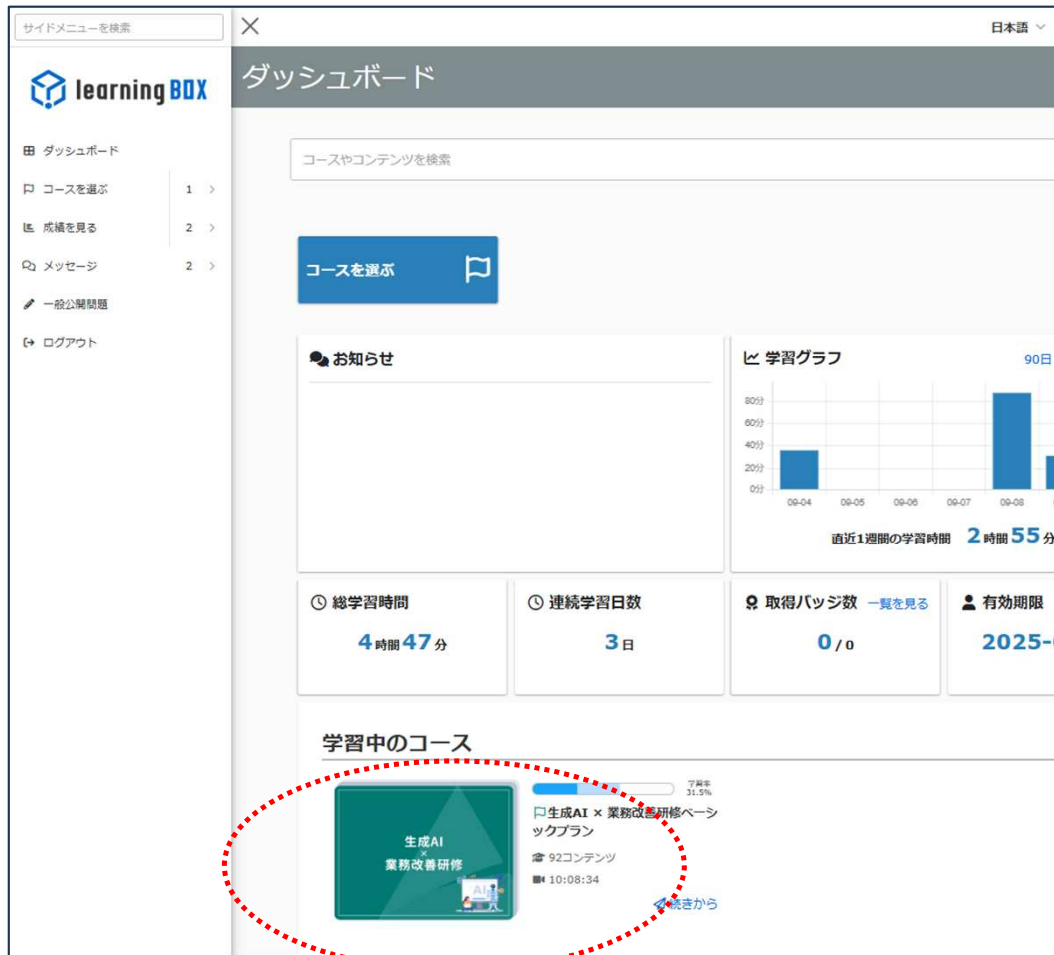 サイドメニューを検索
日本語
learningBOX
ダッシュボード
ダッシュボード
コースを選ぶ 1
成績を見る 2
メッセージ 2
一般公開問題
ログアウト
コースやコンテンツを検索
コースを選ぶ
お知らせ
学習グラフ 90日
80分
60分
40分
20分
0分
09-04 09-05 09-06 09-07 09-08
直近1週間の学習時間 2時間55分
総学習時間
4時間47分
連続学習日数
3日
取得バッジ数 一覧を見る
0 / 0
有効期限
2025-
学習中のコース
生成AI
×
業務改善研修
AI
学習率
31.5%
生成AI × 業務改善研修ベーシ
ックプラン
92コンテンツ
10:08:34
続きから